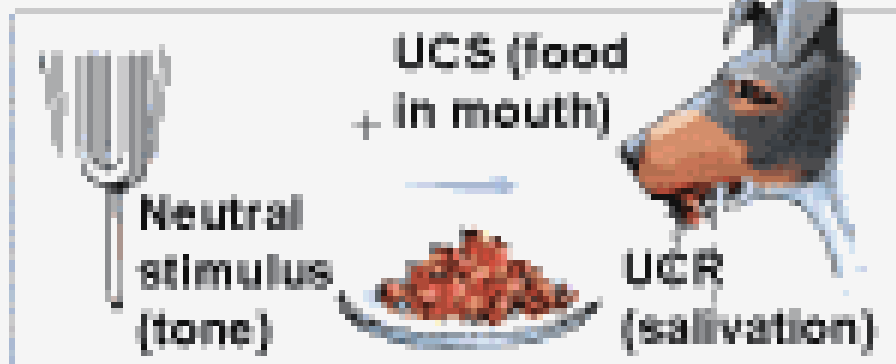 UCS (food
+ in mouth)
Neutral
stimulus
(tone)
UCR
(salivation)